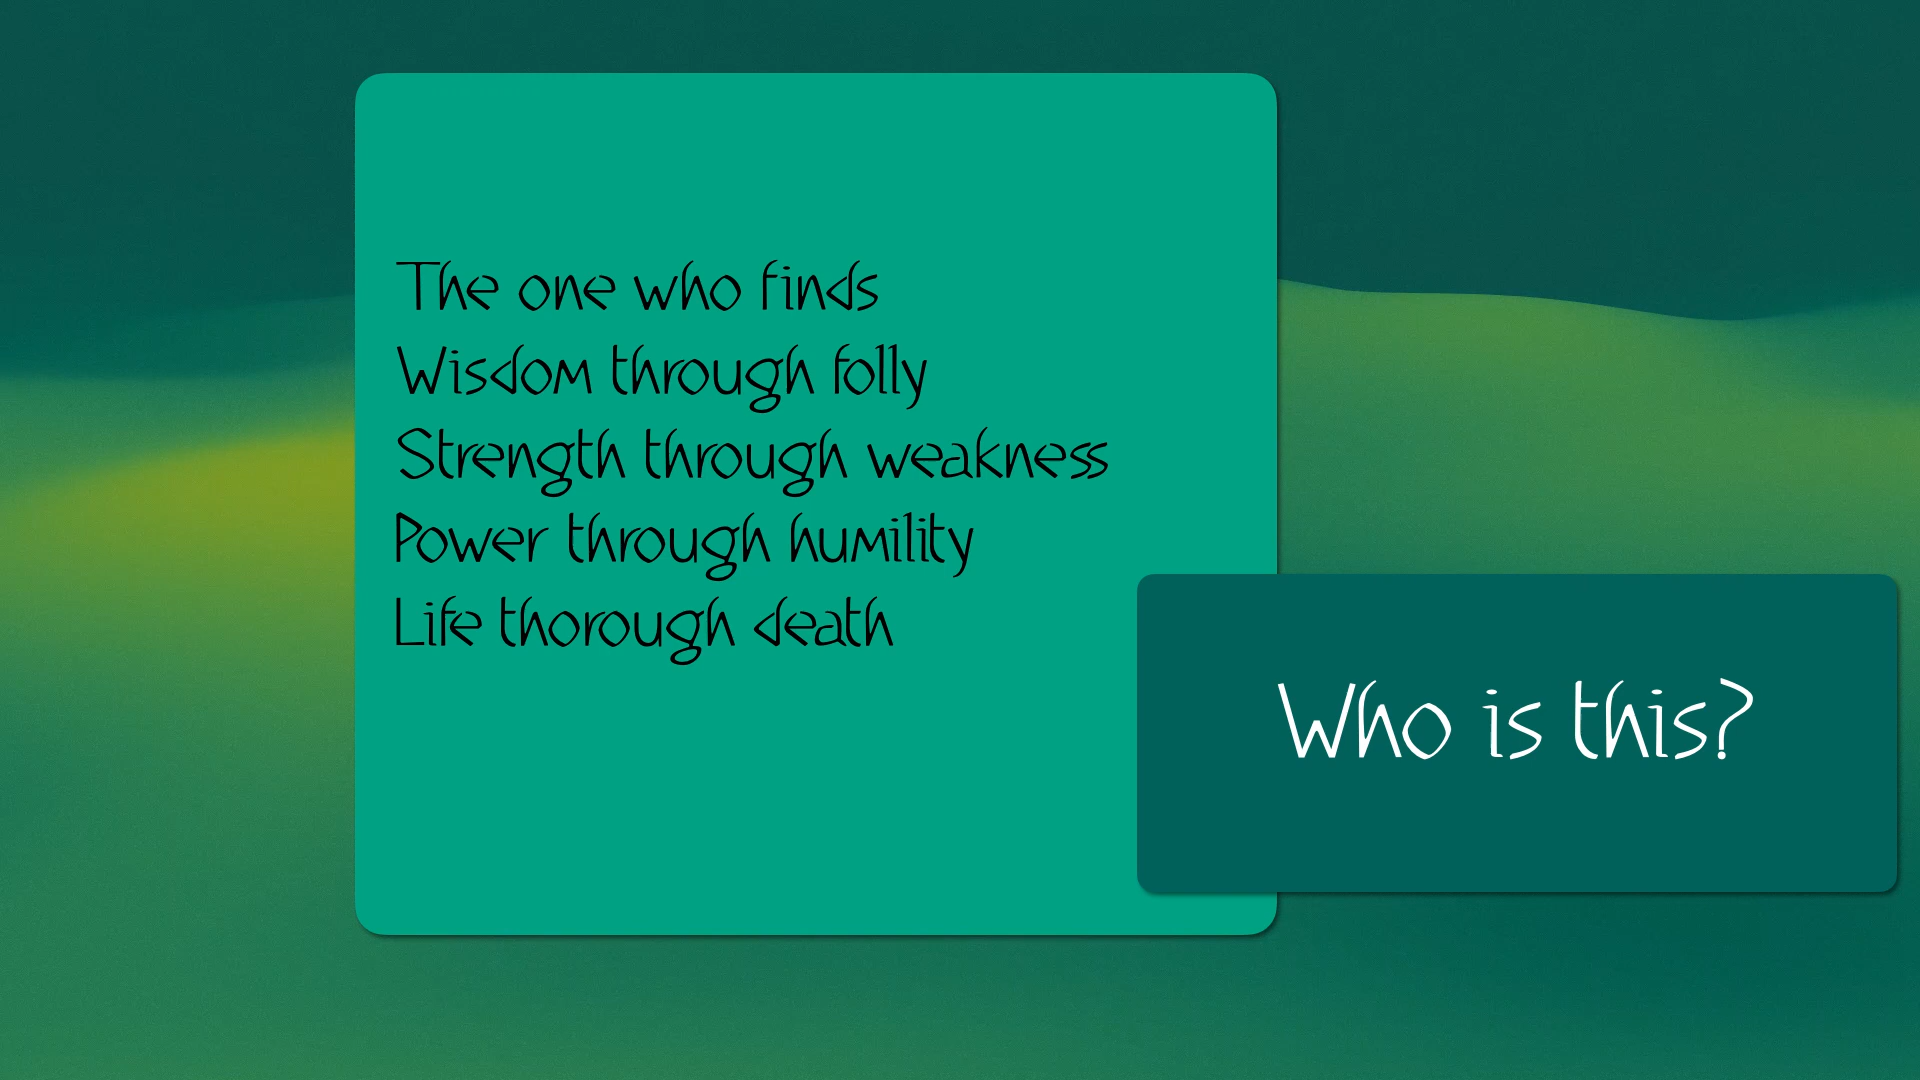 The one who finds
Wisdom through folly
Strength through weakness
Power through humility
Life thorough death
Who is this?